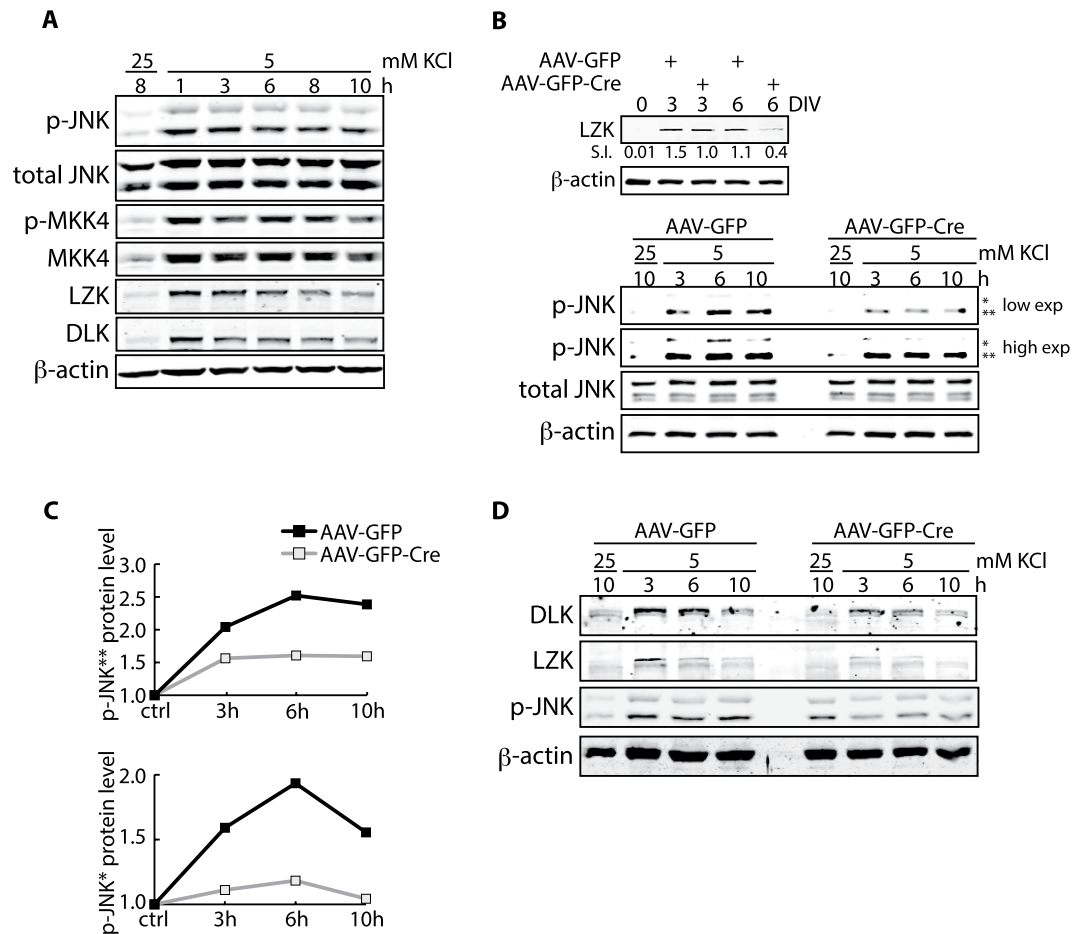 A
25 5 mM KCl
8 1 3 6 8 10 h
p-JNK
total JNK
p-MKK4
MKK4
LZK
DLK
β-actin
B
AAV-GFP + +
AAV-GFP-Cre + +
0 3 3 6 6 DIV
LZK
S.I. 0.01 1.5 1.0 1.1 0.4
β-actin
AAV-GFP AAV-GFP-Cre
25 5 25 5 mM KCl
10 3 6 10 10 3 6 10 h
p-JNK * ** low exp
p-JNK * ** high exp
total JNK
β-actin
C
AAV-GFP
AAV-GFP-Cre
p-JNK** protein level
3.0
2.5
2.0
1.5
1.0
ctrl 3h 6h 10h
p-JNK* protein level
2.0
1.5
1.0
ctrl 3h 6h 10h
D
AAV-GFP AAV-GFP-Cre
25 5 25 5 mM KCl
10 3 6 10 10 3 6 10 h
DLK
LZK
p-JNK
β-actin